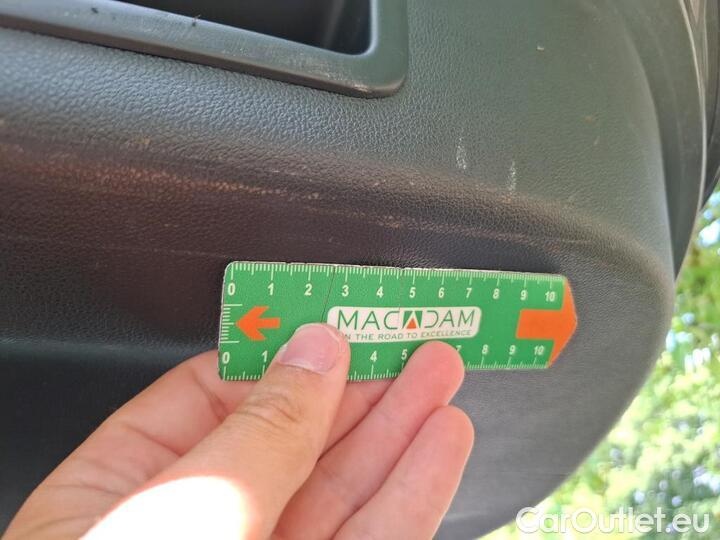 0 1 2 3 4 5 6 7 8 9 10
MACADAM
ON THE ROAD TO EXCELLENCE
0 1 4 5 7 8 9 10
CarOutlet.eu